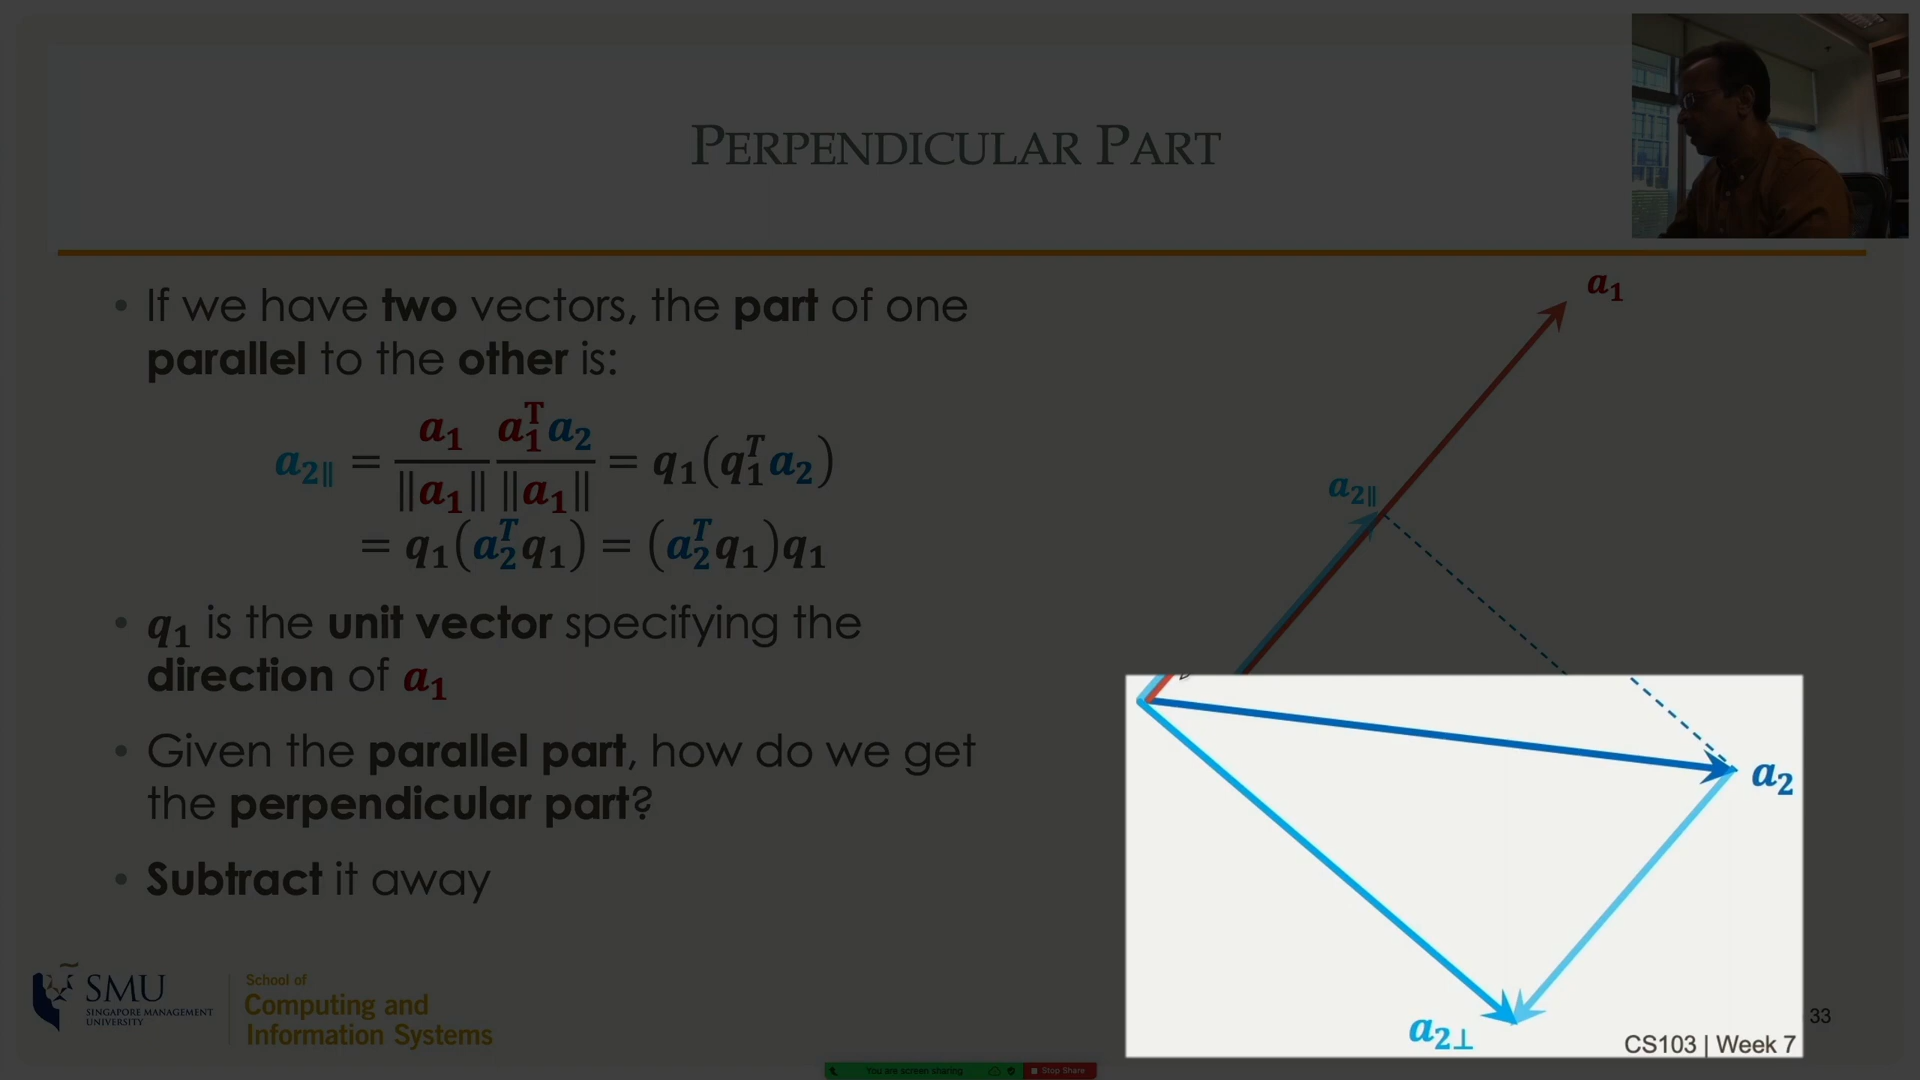 PERPENDICULAR PART
• If we have two vectors, the part of one
parallel to the other is:
a₂∥ = a₁/‖a₁‖ a₁ᵀa₂/‖a₁‖ = q₁(q₁ᵀa₂)
= q₁(a₂ᵀq₁) = (a₂ᵀq₁)q₁
• q₁ is the unit vector specifying the
direction of a₁
• Given the parallel part, how do we get
the perpendicular part?
• Subtract it away
a₁
a₂∥
a₂
a₂⊥
SMU
SINGAPORE MANAGEMENT
UNIVERSITY
School of
Computing and
Information Systems
33
CS103 | Week 7
You are screen sharing
Stop Share